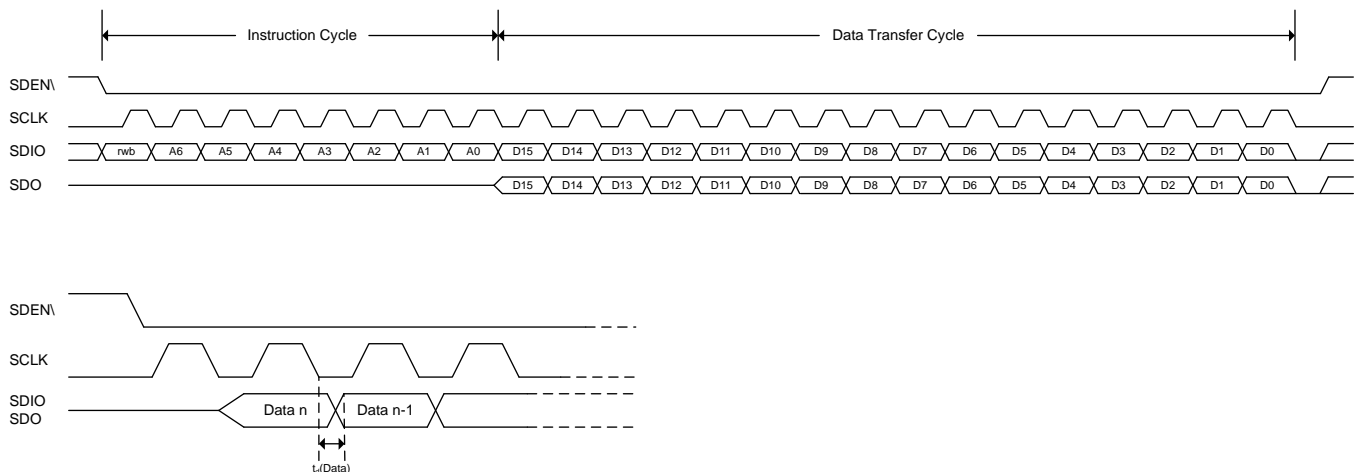 Instruction Cycle Data Transfer Cycle
SDEN\
SCLK
SDIO rwb A6 A5 A4 A3 A2 A1 A0 D15 D14 D13 D12 D11 D10 D9 D8 D7 D6 D5 D4 D3 D2 D1 D0
SDO D15 D14 D13 D12 D11 D10 D9 D8 D7 D6 D5 D4 D3 D2 D1 D0
SDEN\
SCLK
SDIO
SDO
Data n Data n-1
td(Data)